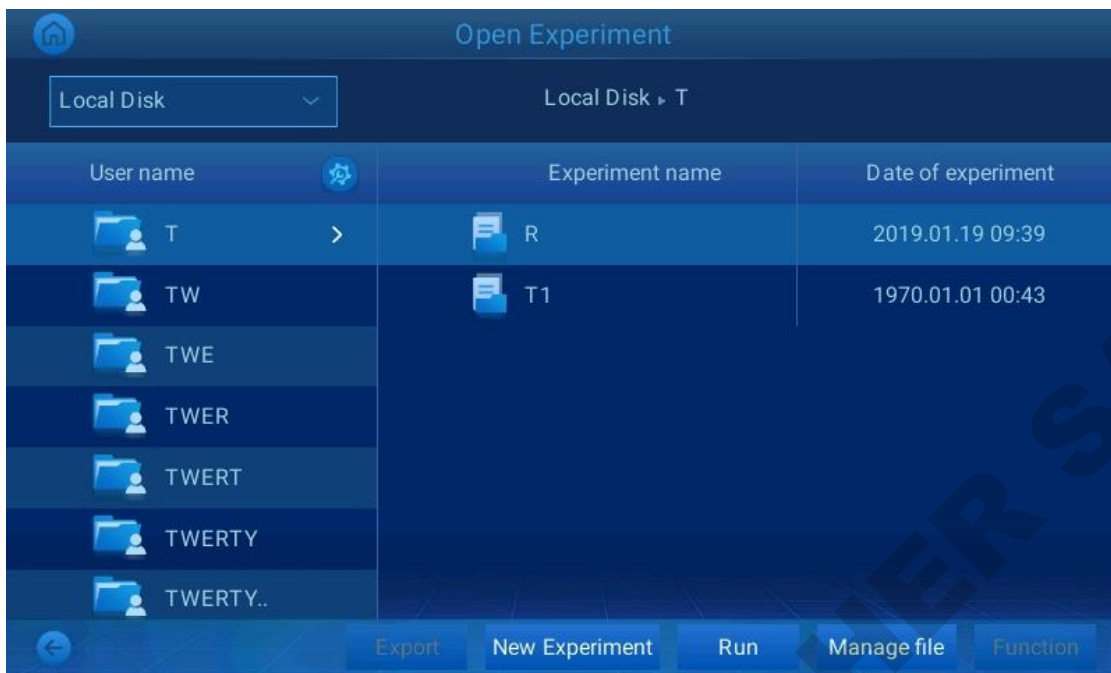 Open Experiment
Local Disk
Local Disk ▸ T
User name
Experiment name
Date of experiment
T
R
2019.01.19 09:39
TW
T1
1970.01.01 00:43
TWE
TWER
TWERT
TWERTY
TWERTY..
Export
New Experiment
Run
Manage file
Function